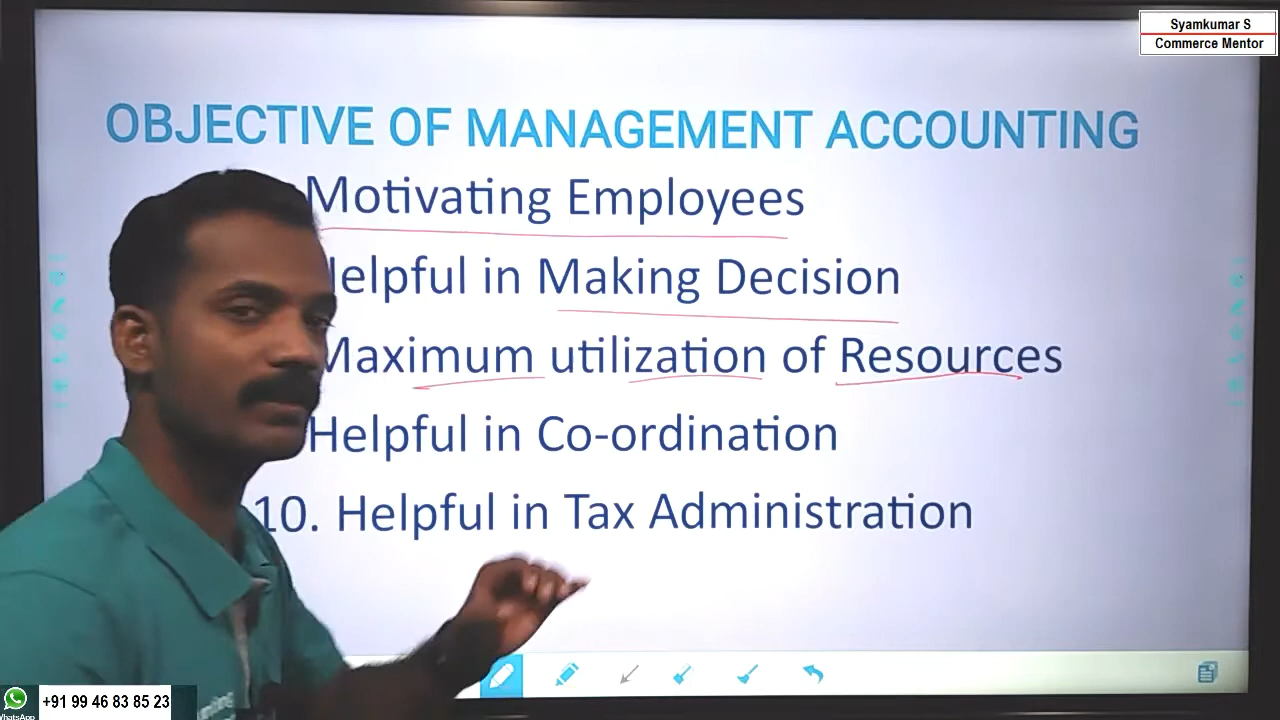 Syamkumar S
Commerce Mentor
OBJECTIVE OF MANAGEMENT ACCOUNTING
Motivating Employees
elpful in Making Decision
Maximum utilization of Resources
Helpful in Co-ordination
10. Helpful in Tax Administration
+91 99 46 83 85 23
WhatsApp